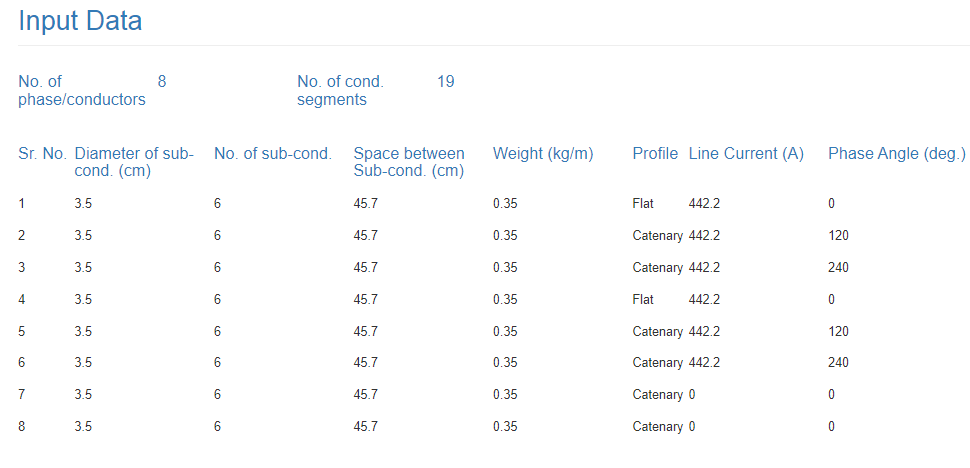 Input Data
No. of 8 No. of cond. 19
phase/conductors segments
Sr. No. Diameter of sub- No. of sub-cond. Space between Weight (kg/m) Profile Line Current (A) Phase Angle (deg.)
cond. (cm) Sub-cond. (cm)
1 3.5 6 45.7 0.35 Flat 442.2 0
2 3.5 6 45.7 0.35 Catenary 442.2 120
3 3.5 6 45.7 0.35 Catenary 442.2 240
4 3.5 6 45.7 0.35 Flat 442.2 0
5 3.5 6 45.7 0.35 Catenary 442.2 120
6 3.5 6 45.7 0.35 Catenary 442.2 240
7 3.5 6 45.7 0.35 Catenary 0 0
8 3.5 6 45.7 0.35 Catenary 0 0